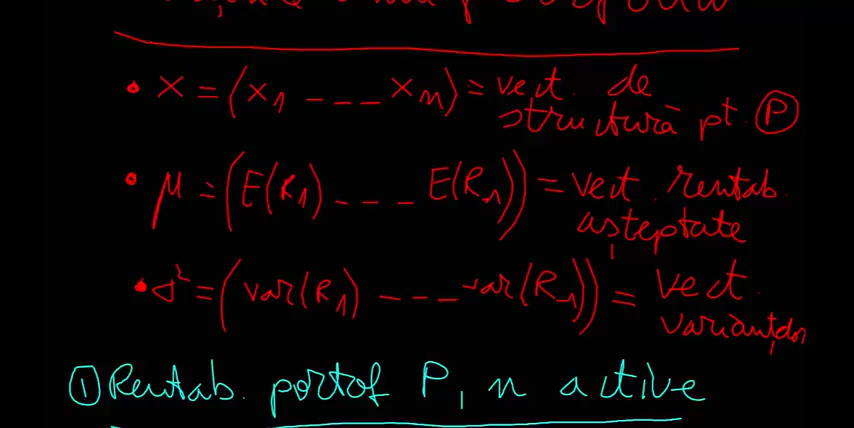 • X = (x1 --- xn) = vect. de
structură pt. (P)
• μ = (E(R1) --- E(Rn)) = vect. rentab.
așteptate
• σ² = (var(R1) --- var(Rn)) = vect.
varianțelor
① Rentab. portof P, n active